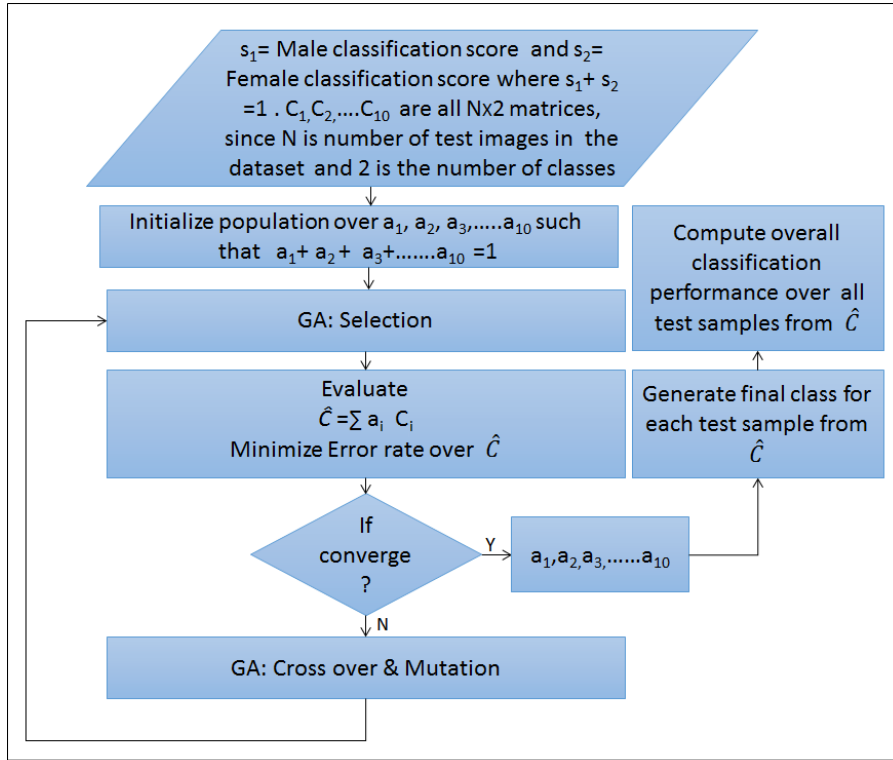 s₁= Male classification score and s₂=
Female classification score where s₁+ s₂
=1 . C₁,C₂,....C₁₀ are all Nx2 matrices,
since N is number of test images in the
dataset and 2 is the number of classes
Initialize population over a₁, a₂, a₃,.....a₁₀ such
that a₁+ a₂ + a₃+.......a₁₀ =1
GA: Selection
Evaluate
Ĉ =∑ aᵢ Cᵢ
Minimize Error rate over Ĉ
If
converge
?
Y
N
a₁,a₂,a₃,......a₁₀
GA: Cross over & Mutation
Generate final class for
each test sample from
Ĉ
Compute overall
classification
performance over all
test samples from Ĉ